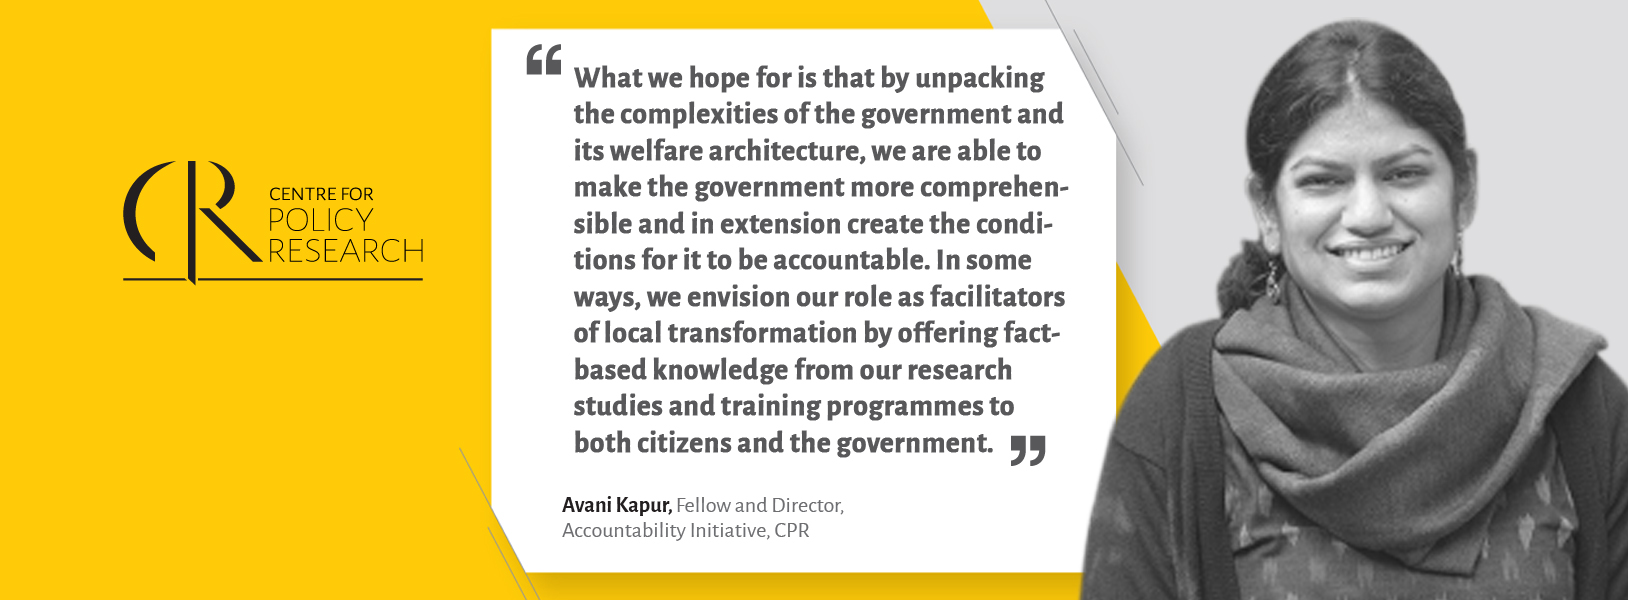 CENTRE FOR
POLICY
RESEARCH
“ What we hope for is that by unpacking
the complexities of the government and
its welfare architecture, we are able to
make the government more comprehen-
sible and in extension create the condi-
tions for it to be accountable. In some
ways, we envision our role as facilitators
of local transformation by offering fact-
based knowledge from our research
studies and training programmes to
both citizens and the government. ”
Avani Kapur, Fellow and Director,
Accountability Initiative, CPR